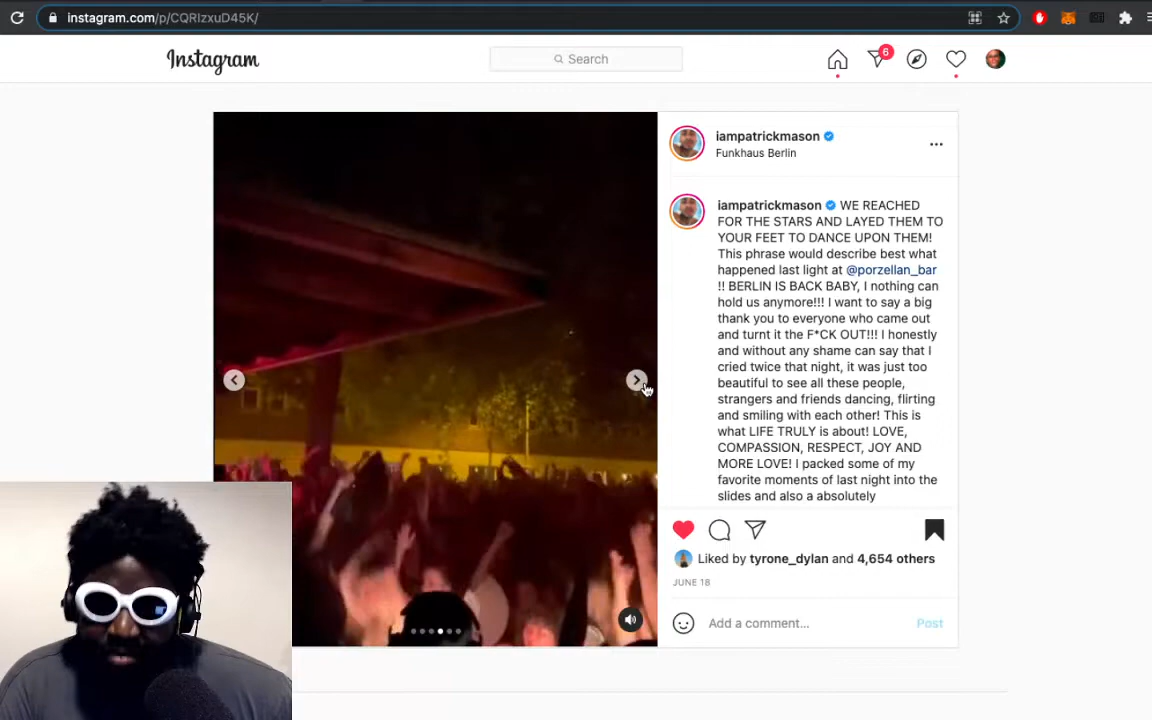 instagram.com/p/CQRIzxuD45K/
Instagram
Search
6
iampatrickmason
Funkhaus Berlin
iampatrickmason WE REACHED
FOR THE STARS AND LAYED THEM TO
YOUR FEET TO DANCE UPON THEM!
This phrase would describe best what
happened last light at @porzellan_bar
!! BERLIN IS BACK BABY, I nothing can
hold us anymore!!! I want to say a big
thank you to everyone who came out
and turnt it the F*CK OUT!!! I honestly
and without any shame can say that I
cried twice that night, it was just too
beautiful to see all these people,
strangers and friends dancing, flirting
and smiling with each other! This is
what LIFE TRULY is about! LOVE,
COMPASSION, RESPECT, JOY AND
MORE LOVE! I packed some of my
favorite moments of last night into the
slides and also a absolutely
Liked by tyrone_dylan and 4,654 others
JUNE 18
Add a comment...
Post